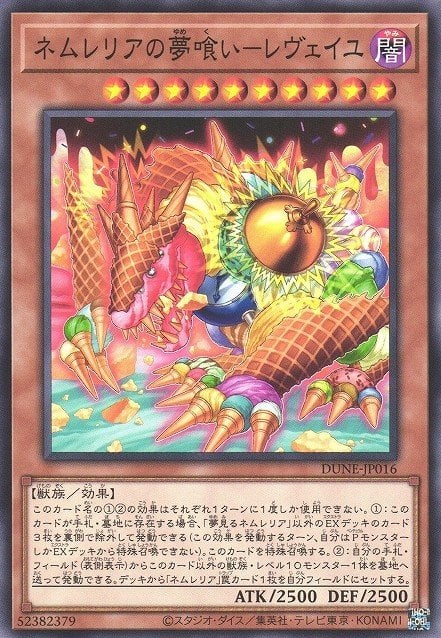 ネムレリアの夢喰い－レヴェイユ
闇
DUNE-JP016
【獣族／効果】
このカード名の①②の効果はそれぞれ１ターンに１度しか使用できない。①：こ
のカードが手札・墓地に存在する場合、「夢見るネムレリア」以外のEXデッキのカード
３枚を裏側で除外して発動できる（この効果を発動するターン、自分はPモンスター
しかEXデッキから特殊召喚できない）。このカードを特殊召喚する。②：自分の手札・
フィールド（表側表示）からこのカード以外の獣族・レベル10モンスター１体を墓地へ
送って発動できる。デッキから「ネムレリア」罠カード１枚を自分フィールドにセットする。
ATK/2500 DEF/2500
52382379
©スタジオ・ダイス／集英社・テレビ東京・KONAMI